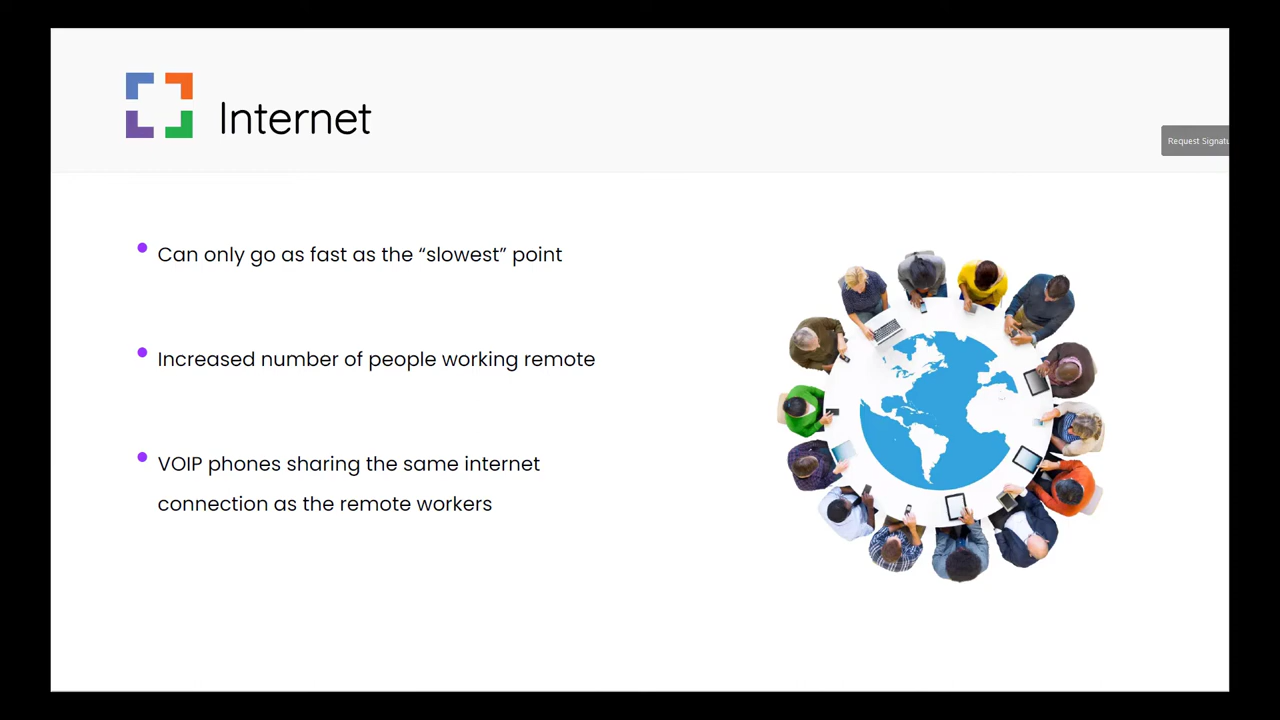 Internet
Request Signatu
Can only go as fast as the “slowest” point
Increased number of people working remote
VOIP phones sharing the same internet
connection as the remote workers